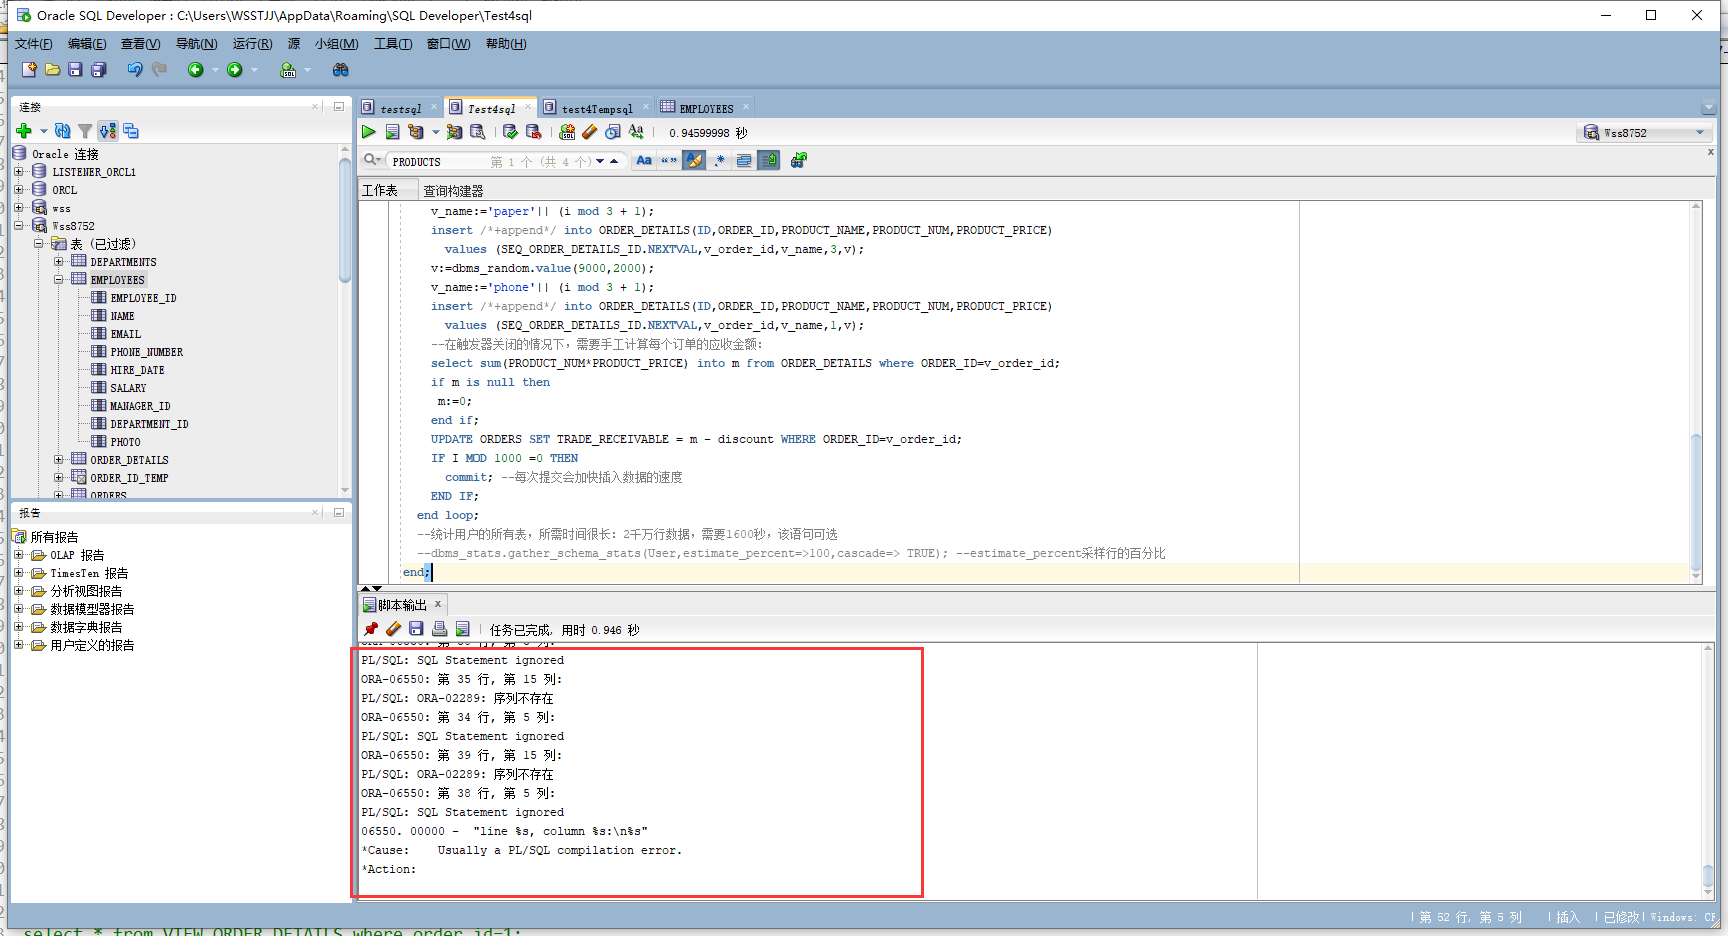 Oracle SQL Developer : C:\Users\WSSTJJ\AppData\Roaming\SQL Developer\Test4sql
文件(F) 编辑(E) 查看(V) 导航(N) 运行(R) 源 小组(M) 工具(T) 窗口(W) 帮助(H)
连接
Oracle 连接
LISTENER_ORCL1
ORCL
wss
Wss8752
表 (已过滤)
DEPARTMENTS
EMPLOYEES
EMPLOYEE_ID
NAME
EMAIL
PHONE_NUMBER
HIRE_DATE
SALARY
MANAGER_ID
DEPARTMENT_ID
PHOTO
ORDER_DETAILS
ORDER_ID_TEMP
ORDERS
报告
所有报告
OLAP 报告
TimesTen 报告
分析视图报告
数据模型器报告
数据字典报告
用户定义的报告
testsql Test4sql test4Tempsql EMPLOYEES
0.94599998 秒 Wss8752
PRODUCTS 第 1 个 (共 4 个) Aa “”
工作表 查询构建器
v_name:='paper'|| (i mod 3 + 1);
insert /*+append*/ into ORDER_DETAILS(ID,ORDER_ID,PRODUCT_NAME,PRODUCT_NUM,PRODUCT_PRICE)
values (SEQ_ORDER_DETAILS_ID.NEXTVAL,v_order_id,v_name,3,v);
v:=dbms_random.value(9000,2000);
v_name:='phone'|| (i mod 3 + 1);
insert /*+append*/ into ORDER_DETAILS(ID,ORDER_ID,PRODUCT_NAME,PRODUCT_NUM,PRODUCT_PRICE)
values (SEQ_ORDER_DETAILS_ID.NEXTVAL,v_order_id,v_name,1,v);
--在触发器关闭的情况下，需要手工计算每个订单的应收金额：
select sum(PRODUCT_NUM*PRODUCT_PRICE) into m from ORDER_DETAILS where ORDER_ID=v_order_id;
if m is null then
m:=0;
end if;
UPDATE ORDERS SET TRADE_RECEIVABLE = m - discount WHERE ORDER_ID=v_order_id;
IF I MOD 1000 =0 THEN
commit; --每次提交会加快插入数据的速度
END IF;
end loop;
--统计用户的所有表，所需时间很长：2千万行数据，需要1600秒，该语句可选
--dbms_stats.gather_schema_stats(User,estimate_percent=>100,cascade=> TRUE); --estimate_percent采样行的百分比
end;
脚本输出
任务已完成, 用时 0.946 秒
PL/SQL: SQL Statement ignored
ORA-06550: 第 35 行, 第 15 列:
PL/SQL: ORA-02289: 序列不存在
ORA-06550: 第 34 行, 第 5 列:
PL/SQL: SQL Statement ignored
ORA-06550: 第 39 行, 第 15 列:
PL/SQL: ORA-02289: 序列不存在
ORA-06550: 第 38 行, 第 5 列:
PL/SQL: SQL Statement ignored
06550. 00000 - "line %s, column %s:\n%s"
*Cause: Usually a PL/SQL compilation error.
*Action:
第 52 行, 第 5 列 插入 已修改 Windows: CF
select * from VIEW_ORDER_DETAILS where order_id=1;